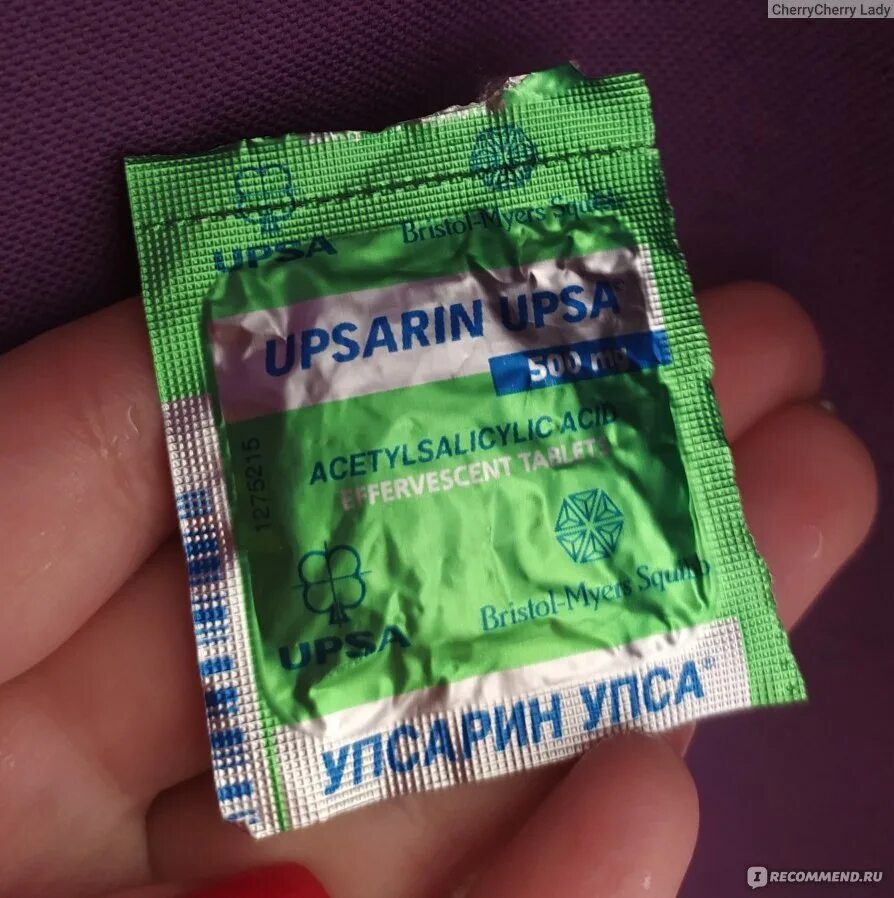 CherryCherry Lady
UPSA
Bristol-Myers Squibb
UPSARIN UPSA®
500 mg
ACETYLSALICYLIC ACID
EFFERVESCENT TABLETS
1275215
UPSA
Bristol-Myers Squibb
УПСАРИН УПСА®
IRECOMMEND.RU